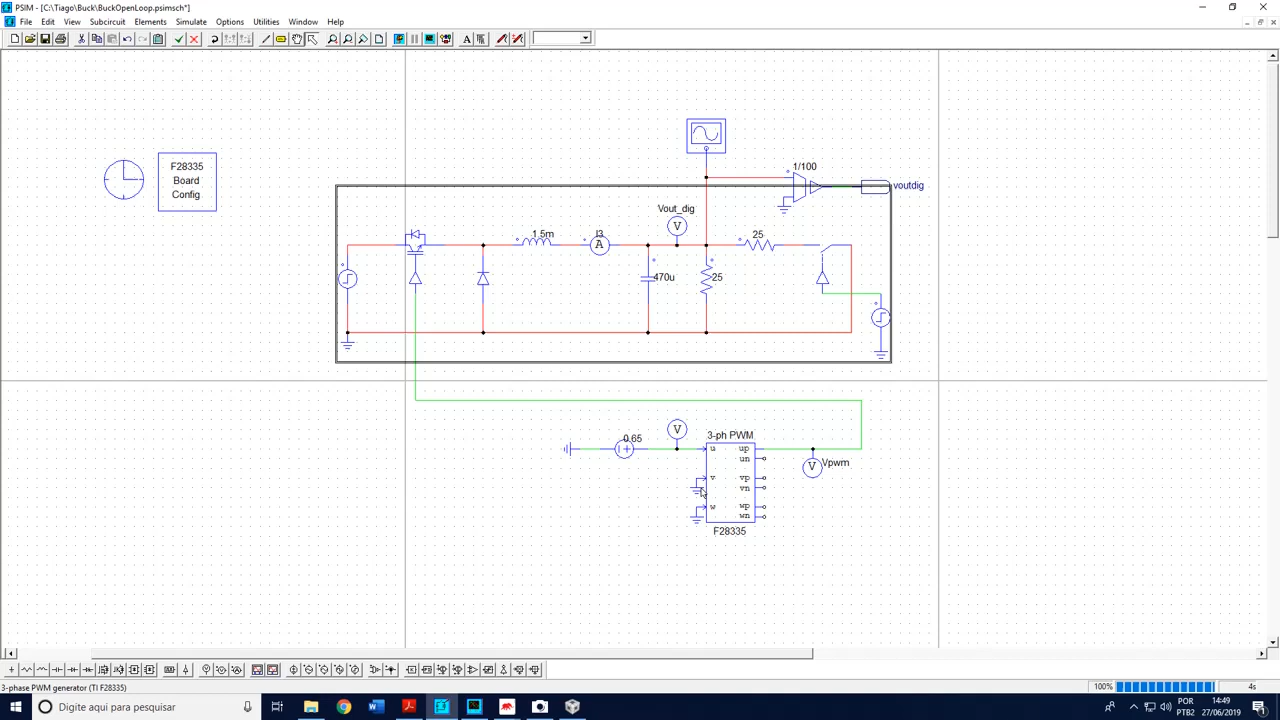 PSIM - [C:\Tiago\Buck\BuckOpenLoop.psimsch*]
File Edit View Subcircuit Elements Simulate Options Utilities Window Help
F28335
Board
Config
1/100
voutdig
Vout_dig
V
1.5m
I3
A
25
470u
25
0.65
V
3-ph PWM
u up
un
v vp
vn
w wp
wn
F28335
V
Vpwm
3-phase PWM generator (TI F28335)
100%
4s
Digite aqui para pesquisar
POR
PTB2
14:49
27/06/2019